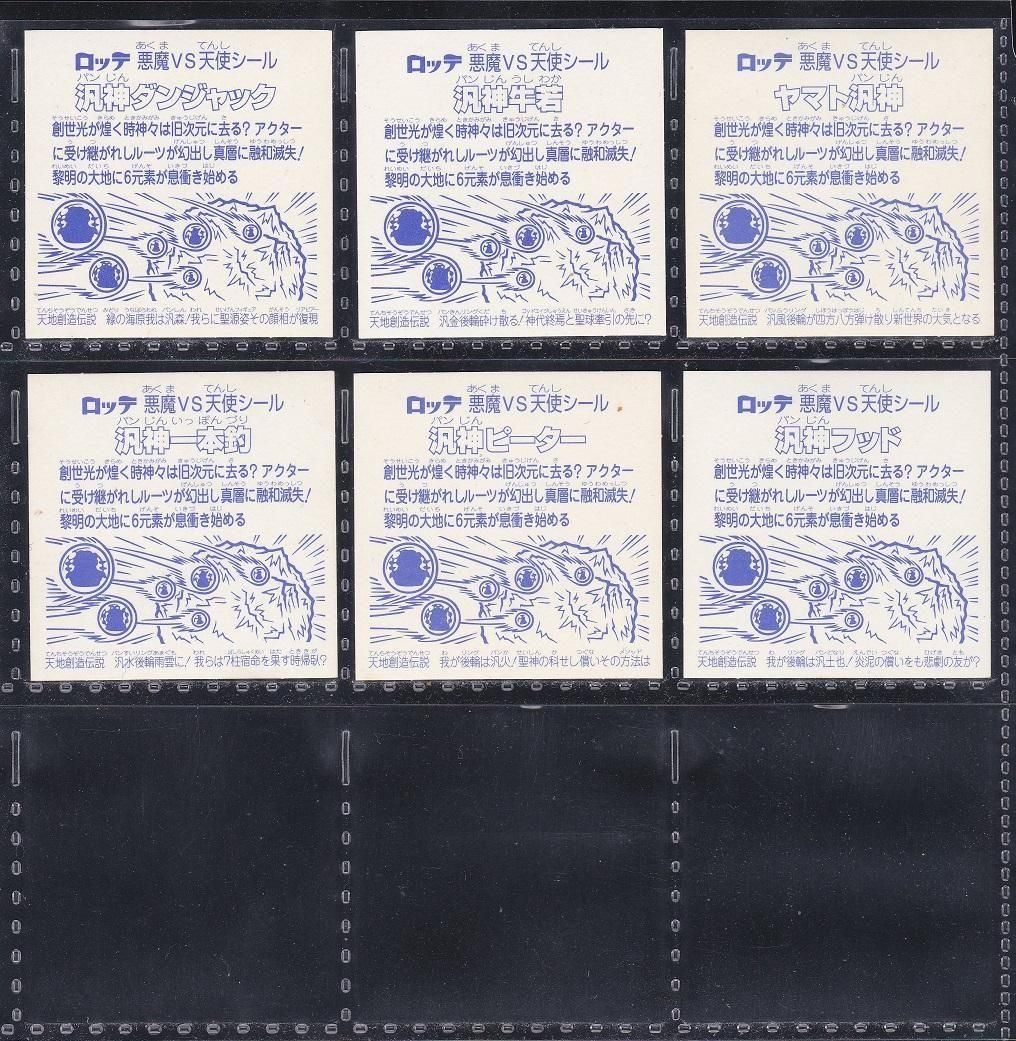 ロッテ 悪魔VS天使シール
汎神ダンジャック
創世光が煌く時神々は旧次元に去る？アクター
に受け継がれしルーツが幻出し真層に融和滅失！
黎明の大地に6元素が息衝き始める
天地創造伝説 緑の海原我は汎森！我らに聖源姿その顔相が復現
ロッテ 悪魔VS天使シール
汎神牛若
創世光が煌く時神々は旧次元に去る？アクター
に受け継がれしルーツが幻出し真層に融和滅失！
黎明の大地に6元素が息衝き始める
天地創造伝説 汎金後輪砕け散る！神代終焉と聖球牽引の先に？
ロッテ 悪魔VS天使シール
ヤマト汎神
創世光が煌く時神々は旧次元に去る？アクター
に受け継がれしルーツが幻出し真層に融和滅失！
黎明の大地に6元素が息衝き始める
天地創造伝説 汎風後輪が四方八方弾け散り新世界の大気となる
ロッテ 悪魔VS天使シール
汎神一本釣
創世光が煌く時神々は旧次元に去る？アクター
に受け継がれしルーツが幻出し真層に融和滅失！
黎明の大地に6元素が息衝き始める
天地創造伝説 汎水後輪雨雲に！我らは7柱宿命を果す時帰臥？
ロッテ 悪魔VS天使シール
汎神ピーター
創世光が煌く時神々は旧次元に去る？アクター
に受け継がれしルーツが幻出し真層に融和滅失！
黎明の大地に6元素が息衝き始める
天地創造伝説 我が後輪は汎火！聖神の科せし償いその方法は
ロッテ 悪魔VS天使シール
汎神フッド
創世光が煌く時神々は旧次元に去る？アクター
に受け継がれしルーツが幻出し真層に融和滅失！
黎明の大地に6元素が息衝き始める
天地創造伝説 我が後輪は汎土也！炎泥の償いをも悲劇の友が？